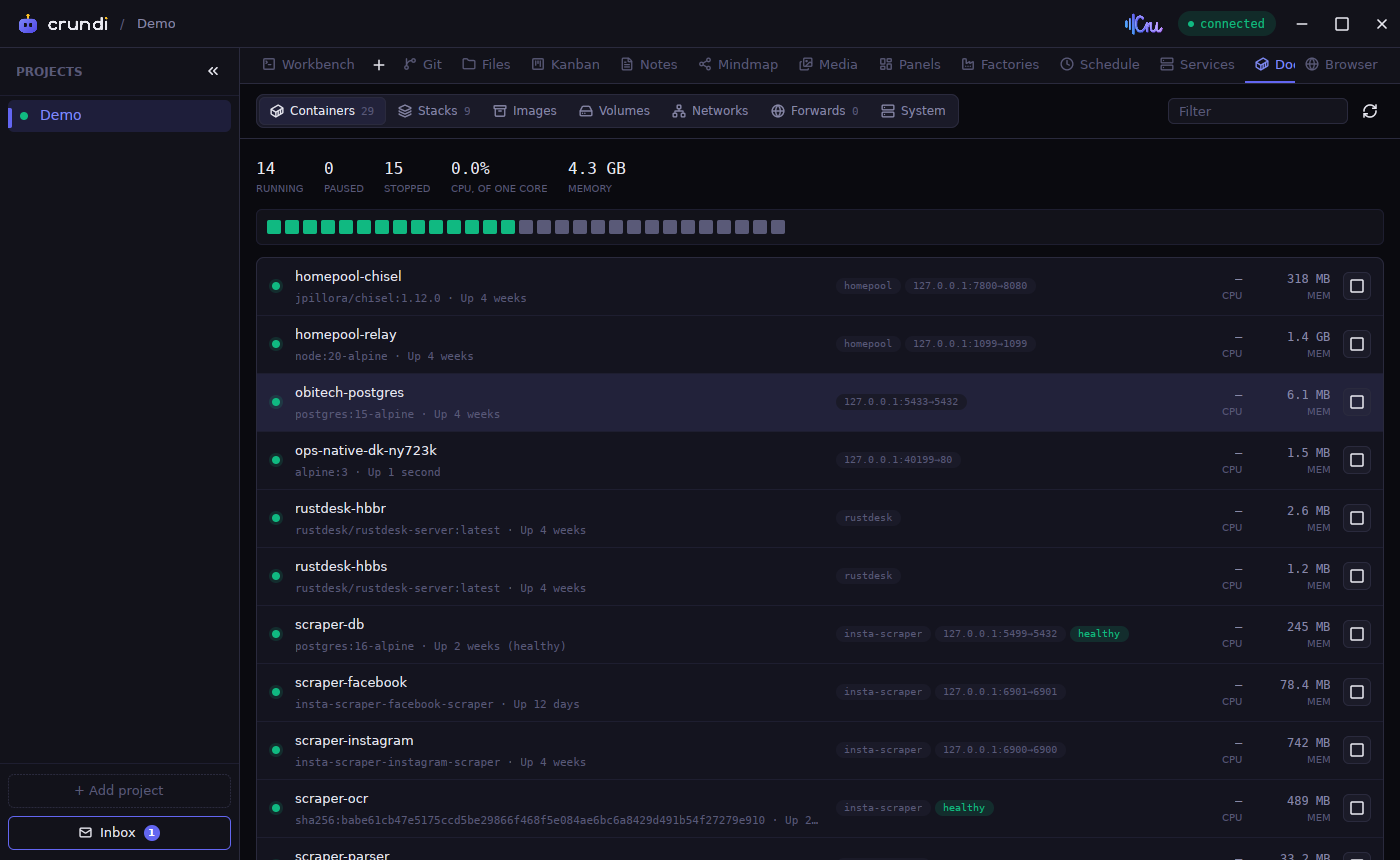 crundi / Demo
Cru
connected
PROJECTS
Workbench + Git Files Kanban Notes Mindmap Media Panels Factories Schedule Services Doc Browser
Demo
Containers 29 Stacks 9 Images Volumes Networks Forwards 0 System
Filter
14 0 15 0.0% 4.3 GB
RUNNING PAUSED STOPPED CPU, OF ONE CORE MEMORY
homepool-chisel
jpillora/chisel:1.12.0 · Up 4 weeks
homepool 127.0.0.1:7800→8080
— CPU
318 MB MEM
homepool-relay
node:20-alpine · Up 4 weeks
homepool 127.0.0.1:1099→1099
— CPU
1.4 GB MEM
obitech-postgres
postgres:15-alpine · Up 4 weeks
127.0.0.1:5433→5432
— CPU
6.1 MB MEM
ops-native-dk-ny723k
alpine:3 · Up 1 second
127.0.0.1:40199→80
— CPU
1.5 MB MEM
rustdesk-hbbr
rustdesk/rustdesk-server:latest · Up 4 weeks
rustdesk
— CPU
2.6 MB MEM
rustdesk-hbbs
rustdesk/rustdesk-server:latest · Up 4 weeks
rustdesk
— CPU
1.2 MB MEM
scraper-db
postgres:16-alpine · Up 2 weeks (healthy)
insta-scraper 127.0.0.1:5499→5432 healthy
— CPU
245 MB MEM
scraper-facebook
insta-scraper-facebook-scraper · Up 12 days
insta-scraper 127.0.0.1:6901→6901
— CPU
78.4 MB MEM
scraper-instagram
insta-scraper-instagram-scraper · Up 4 weeks
insta-scraper 127.0.0.1:6900→6900
— CPU
742 MB MEM
scraper-ocr
sha256:babe61cb47e5175ccd5be29866f468f5e084ae6bc6a8429d491b54f27279e910 · Up 2…
insta-scraper healthy
— CPU
489 MB MEM
scraper-parser
33.2 MB
+ Add project
Inbox 1